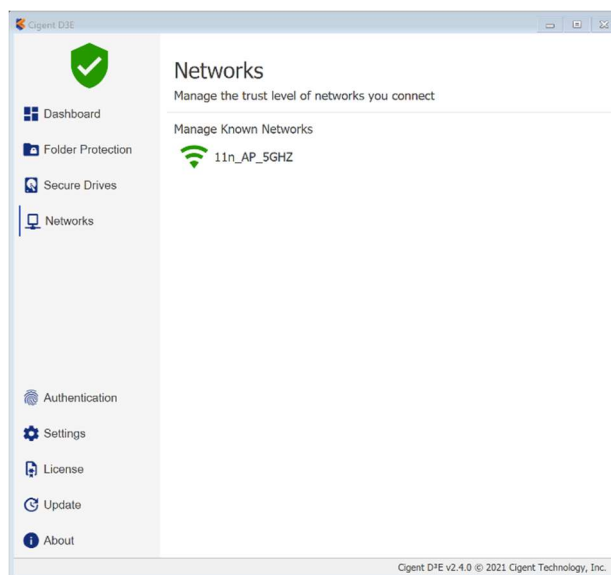 Cigent D3E
Dashboard
Folder Protection
Secure Drives
Networks
Authentication
Settings
License
Update
About
Networks
Manage the trust level of networks you connect
Manage Known Networks
11n_AP_5GHZ
Cigent D³E v2.4.0 © 2021 Cigent Technology, Inc.